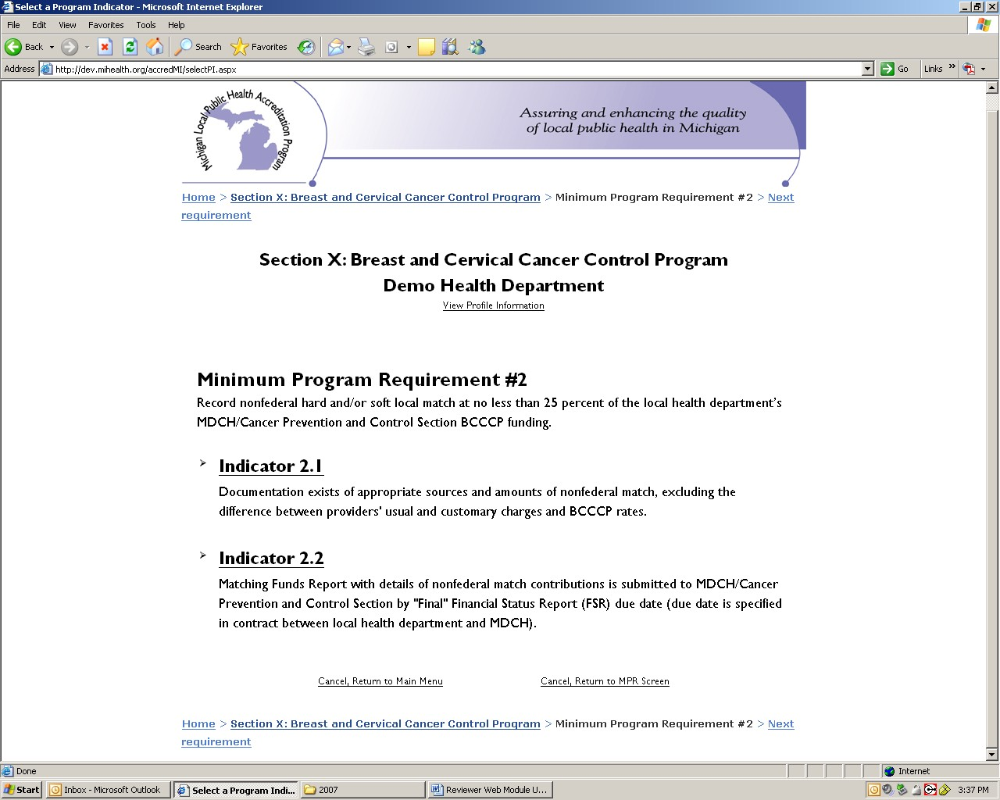 Select a Program Indicator - Microsoft Internet Explorer
File Edit View Favorites Tools Help
Back Search Favorites
Address http://dev.mihealth.org/accredMI/selectPI.aspx Go Links »
Michigan Local Public Health Accreditation Program
Assuring and enhancing the quality
of local public health in Michigan
Home > Section X: Breast and Cervical Cancer Control Program > Minimum Program Requirement #2 > Next
requirement
Section X: Breast and Cervical Cancer Control Program
Demo Health Department
View Profile Information
Minimum Program Requirement #2
Record nonfederal hard and/or soft local match at no less than 25 percent of the local health department's
MDCH/Cancer Prevention and Control Section BCCCP funding.
Indicator 2.1
Documentation exists of appropriate sources and amounts of nonfederal match, excluding the
difference between providers' usual and customary charges and BCCCP rates.
Indicator 2.2
Matching Funds Report with details of nonfederal match contributions is submitted to MDCH/Cancer
Prevention and Control Section by "Final" Financial Status Report (FSR) due date (due date is specified
in contract between local health department and MDCH).
Cancel, Return to Main Menu Cancel, Return to MPR Screen
Home > Section X: Breast and Cervical Cancer Control Program > Minimum Program Requirement #2 > Next
requirement
Done Internet
Start Inbox - Microsoft Outlook Select a Program Indi... 2007 Reviewer Web Module U... 3:37 PM